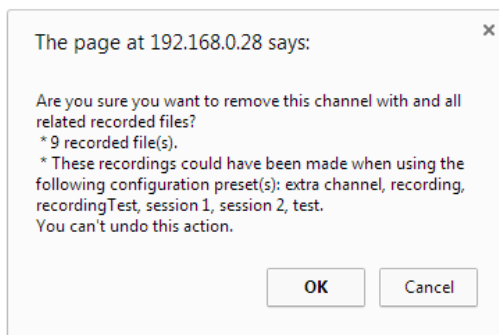 The page at 192.168.0.28 says:
Are you sure you want to remove this channel with and all
related recorded files?
* 9 recorded file(s).
* These recordings could have been made when using the
following configuration preset(s): extra channel, recording,
recordingTest, session 1, session 2, test.
You can't undo this action.
OK
Cancel